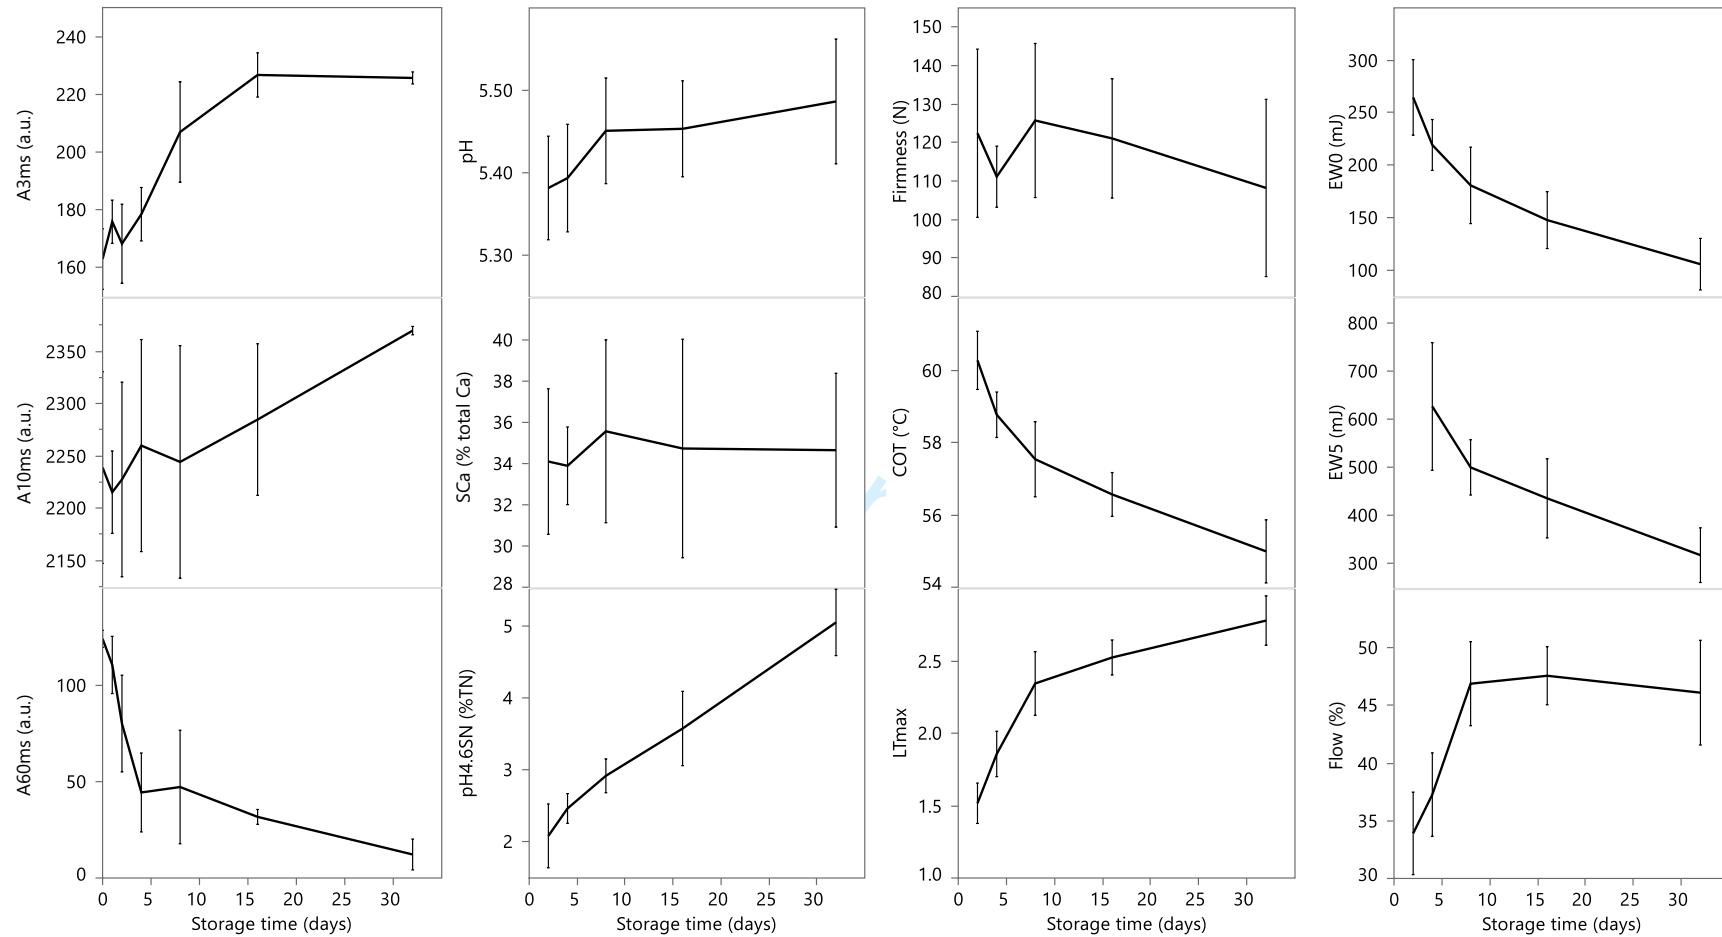 A3ms (a.u.)
240
220
200
180
160
pH
5.50
5.40
5.30
Firmness (N)
150
140
130
120
110
100
90
80
EW0 (mJ)
300
250
200
150
100
A10ms (a.u.)
2350
2300
2250
2200
2150
SCa (% total Ca)
40
38
36
34
32
30
28
COT (°C)
60
58
56
54
EW5 (mJ)
800
700
600
500
400
300
A60ms (a.u.)
100
50
0
pH4.6SN (%TN)
5
4
3
2
LTmax
2.5
2.0
1.5
1.0
Flow (%)
50
45
40
35
30
0 5 10 15 20 25 30
Storage time (days)
0 5 10 15 20 25 30
Storage time (days)
0 5 10 15 20 25 30
Storage time (days)
0 5 10 15 20 25 30
Storage time (days)